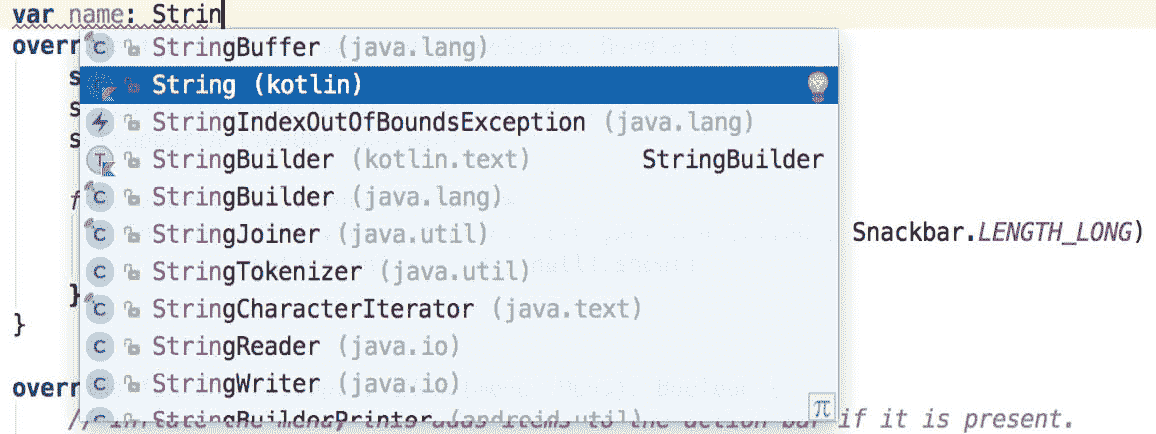 var name: Strin
overr
StringBuffer (java.lang)
s
String (kotlin)
s
StringIndexOutOfBoundsException (java.lang)
s
StringBuilder (kotlin.text) StringBuilder
f
StringBuilder (java.lang)
StringJoiner (java.util) Snackbar.LENGTH_LONG)
StringTokenizer (java.util)
}
StringCharacterIterator (java.text)
}
StringReader (java.io)
overr
StringWriter (java.io)
StringBuilderPrinter (android.util) π
// if it is present.